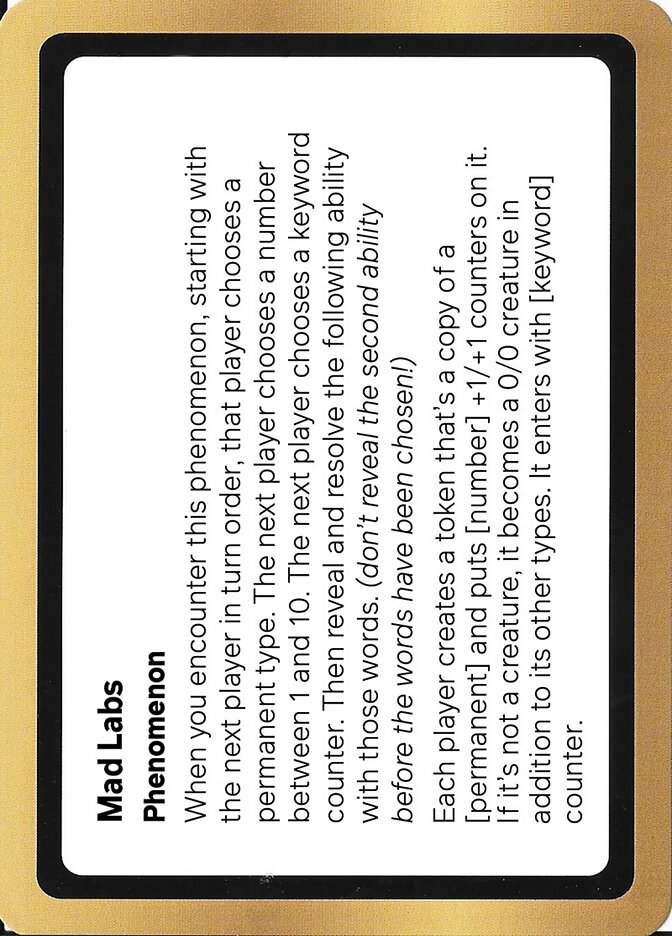 Mad Labs
Phenomenon
When you encounter this phenomenon, starting with
the next player in turn order, that player chooses a
permanent type. The next player chooses a number
between 1 and 10. The next player chooses a keyword
counter. Then reveal and resolve the following ability
with those words. (don't reveal the second ability
before the words have been chosen!)
Each player creates a token that's a copy of a
[permanent] and puts [number] +1/+1 counters on it.
If it's not a creature, it becomes a 0/0 creature in
addition to its other types. It enters with [keyword]
counter.